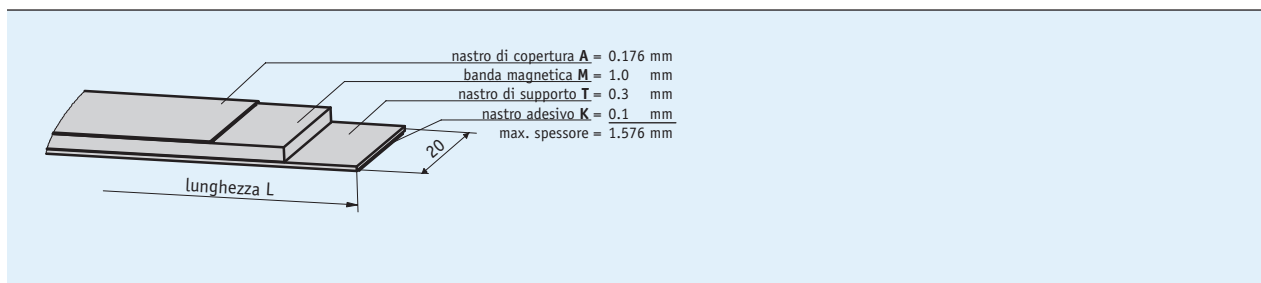 nastro di copertura A = 0.176 mm
banda magnetica M = 1.0 mm
nastro di supporto T = 0.3 mm
nastro adesivo K = 0.1 mm
max. spessore = 1.576 mm
20
lunghezza L